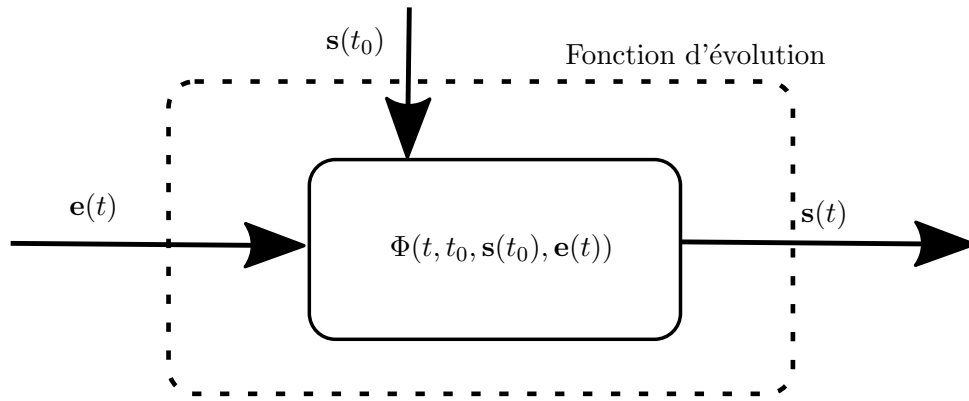 s(t₀)
Fonction d'évolution
e(t)
s(t)
Φ(t, t₀, s(t₀), e(t))